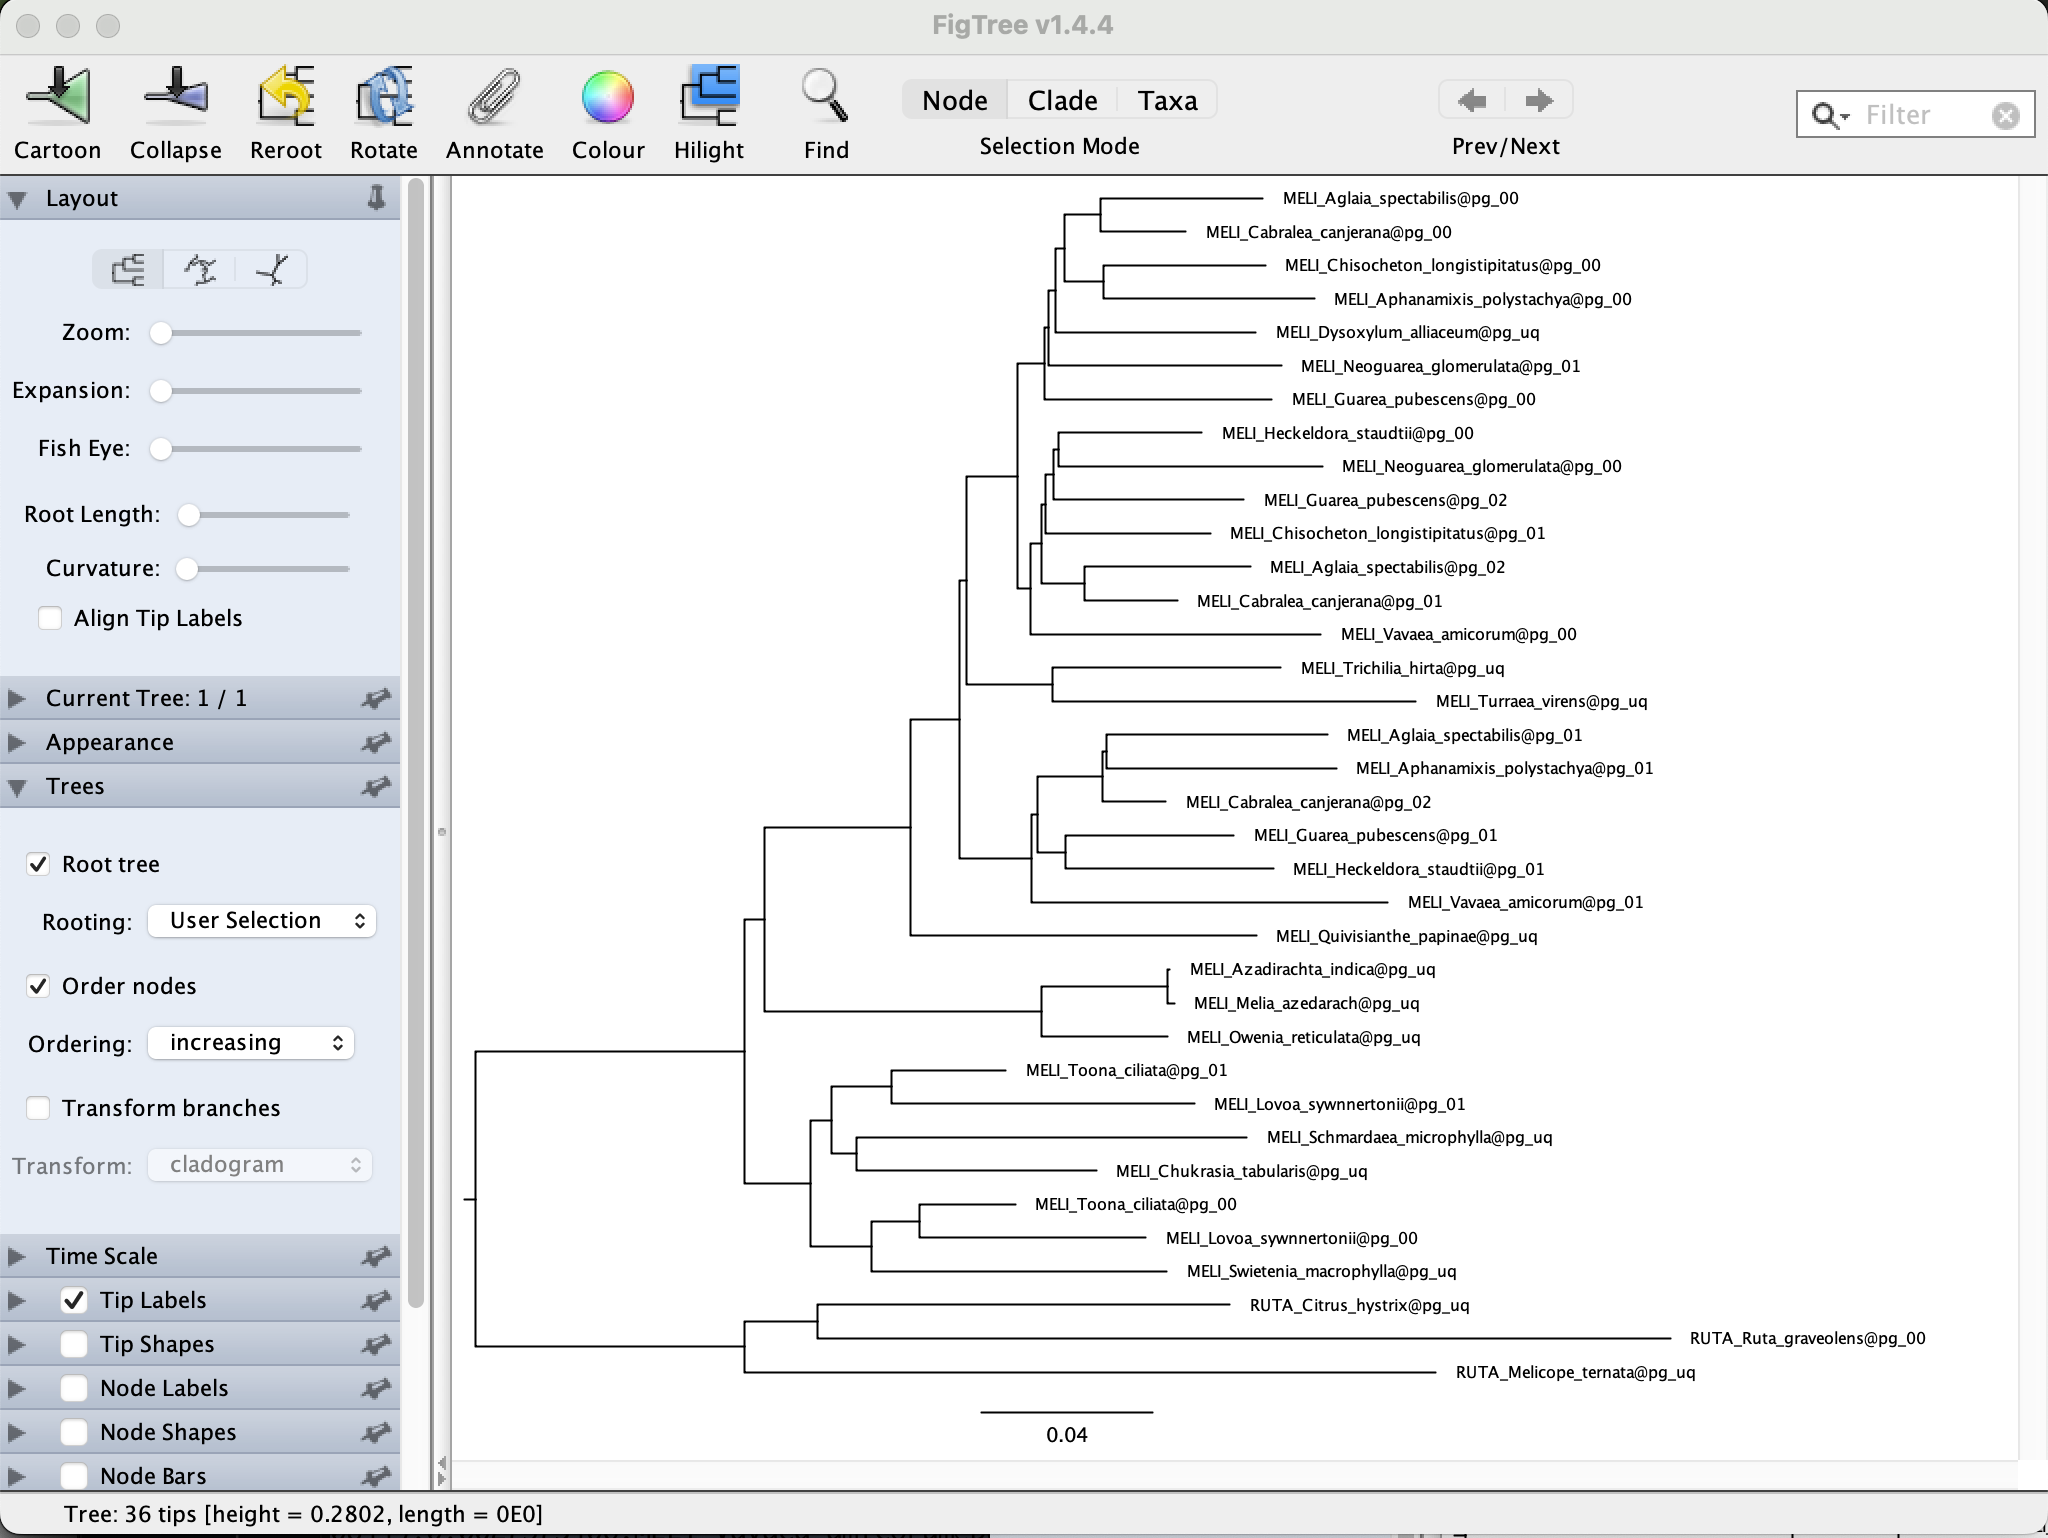 FigTree v1.4.4
Cartoon Collapse Reroot Rotate Annotate Colour Hilight Find
Node Clade Taxa
Selection Mode
Prev/Next
Filter
Layout
Zoom:
Expansion:
Fish Eye:
Root Length:
Curvature:
Align Tip Labels
Current Tree: 1 / 1
Appearance
Trees
Root tree
Rooting: User Selection
Order nodes
Ordering: increasing
Transform branches
Transform: cladogram
Time Scale
Tip Labels
Tip Shapes
Node Labels
Node Shapes
Node Bars
MELI_Aglaia_spectabilis@pg_00
MELI_Cabralea_canjerana@pg_00
MELI_Chisocheton_longistipitatus@pg_00
MELI_Aphanamixis_polystachya@pg_00
MELI_Dysoxylum_alliaceum@pg_uq
MELI_Neoguarea_glomerulata@pg_01
MELI_Guarea_pubescens@pg_00
MELI_Heckeldora_staudtii@pg_00
MELI_Neoguarea_glomerulata@pg_00
MELI_Guarea_pubescens@pg_02
MELI_Chisocheton_longistipitatus@pg_01
MELI_Aglaia_spectabilis@pg_02
MELI_Cabralea_canjerana@pg_01
MELI_Vavaea_amicorum@pg_00
MELI_Trichilia_hirta@pg_uq
MELI_Turraea_virens@pg_uq
MELI_Aglaia_spectabilis@pg_01
MELI_Aphanamixis_polystachya@pg_01
MELI_Cabralea_canjerana@pg_02
MELI_Guarea_pubescens@pg_01
MELI_Heckeldora_staudtii@pg_01
MELI_Vavaea_amicorum@pg_01
MELI_Quivisianthe_papinae@pg_uq
MELI_Azadirachta_indica@pg_uq
MELI_Melia_azedarach@pg_uq
MELI_Owenia_reticulata@pg_uq
MELI_Toona_ciliata@pg_01
MELI_Lovoa_sywnnertonii@pg_01
MELI_Schmardaea_microphylla@pg_uq
MELI_Chukrasia_tabularis@pg_uq
MELI_Toona_ciliata@pg_00
MELI_Lovoa_sywnnertonii@pg_00
MELI_Swietenia_macrophylla@pg_uq
RUTA_Citrus_hystrix@pg_uq
RUTA_Ruta_graveolens@pg_00
RUTA_Melicope_ternata@pg_uq
0.04
Tree: 36 tips [height = 0.2802, length = 0E0]